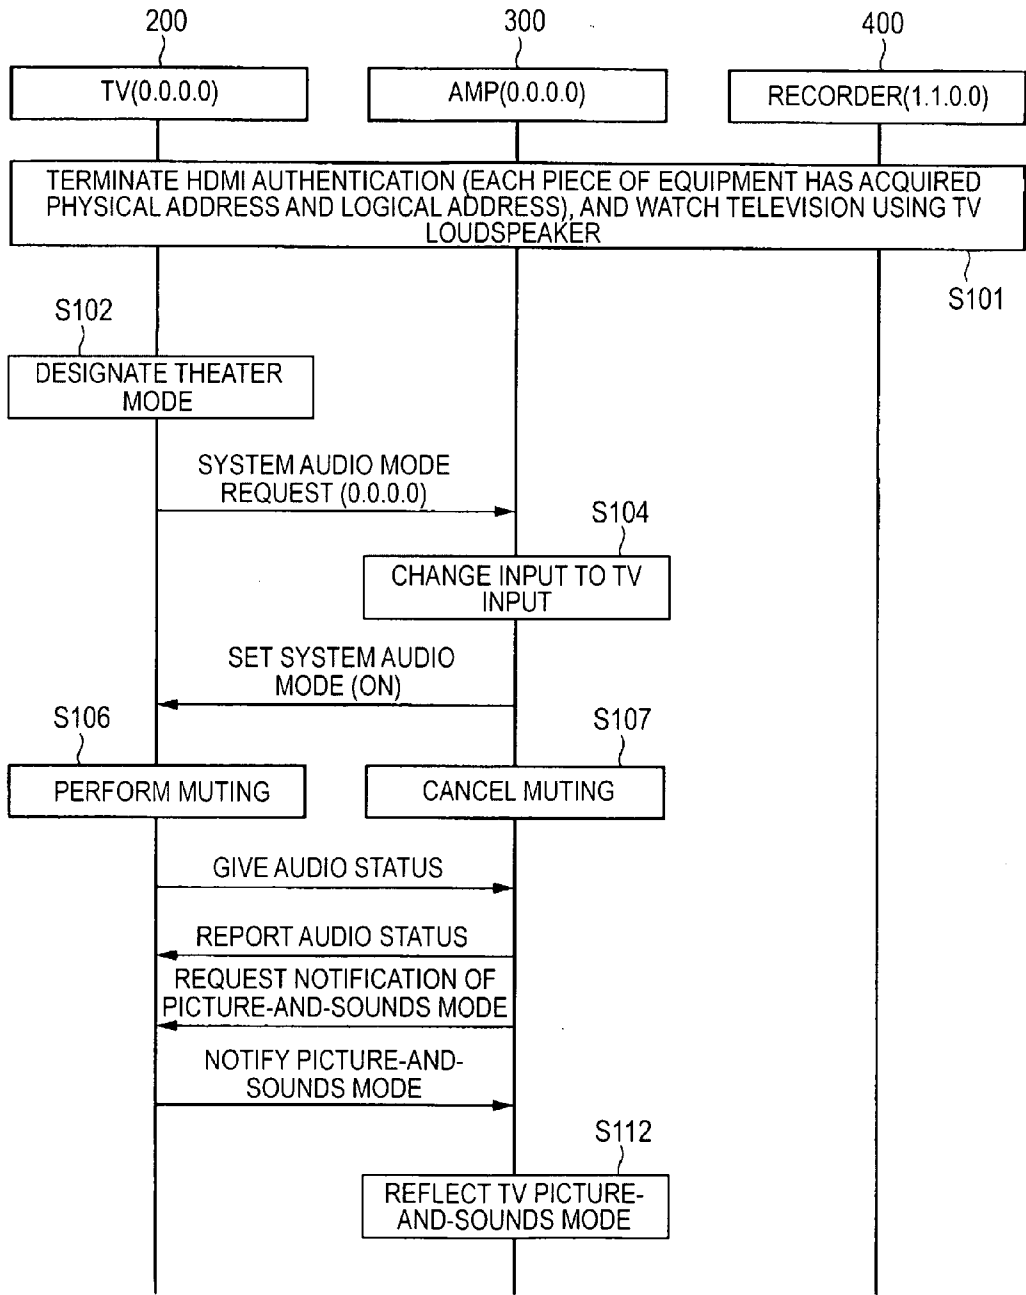 200
300
400
TV(0.0.0.0)
AMP(0.0.0.0)
RECORDER(1.1.0.0)
TERMINATE HDMI AUTHENTICATION (EACH PIECE OF EQUIPMENT HAS ACQUIRED
PHYSICAL ADDRESS AND LOGICAL ADDRESS), AND WATCH TELEVISION USING TV
LOUDSPEAKER
S101
S102
DESIGNATE THEATER
MODE
SYSTEM AUDIO MODE
REQUEST (0.0.0.0)
S104
CHANGE INPUT TO TV
INPUT
SET SYSTEM AUDIO
MODE (ON)
S106
S107
PERFORM MUTING
CANCEL MUTING
GIVE AUDIO STATUS
REPORT AUDIO STATUS
REQUEST NOTIFICATION OF
PICTURE-AND-SOUNDS MODE
NOTIFY PICTURE-AND-
SOUNDS MODE
S112
REFLECT TV PICTURE-
AND-SOUNDS MODE